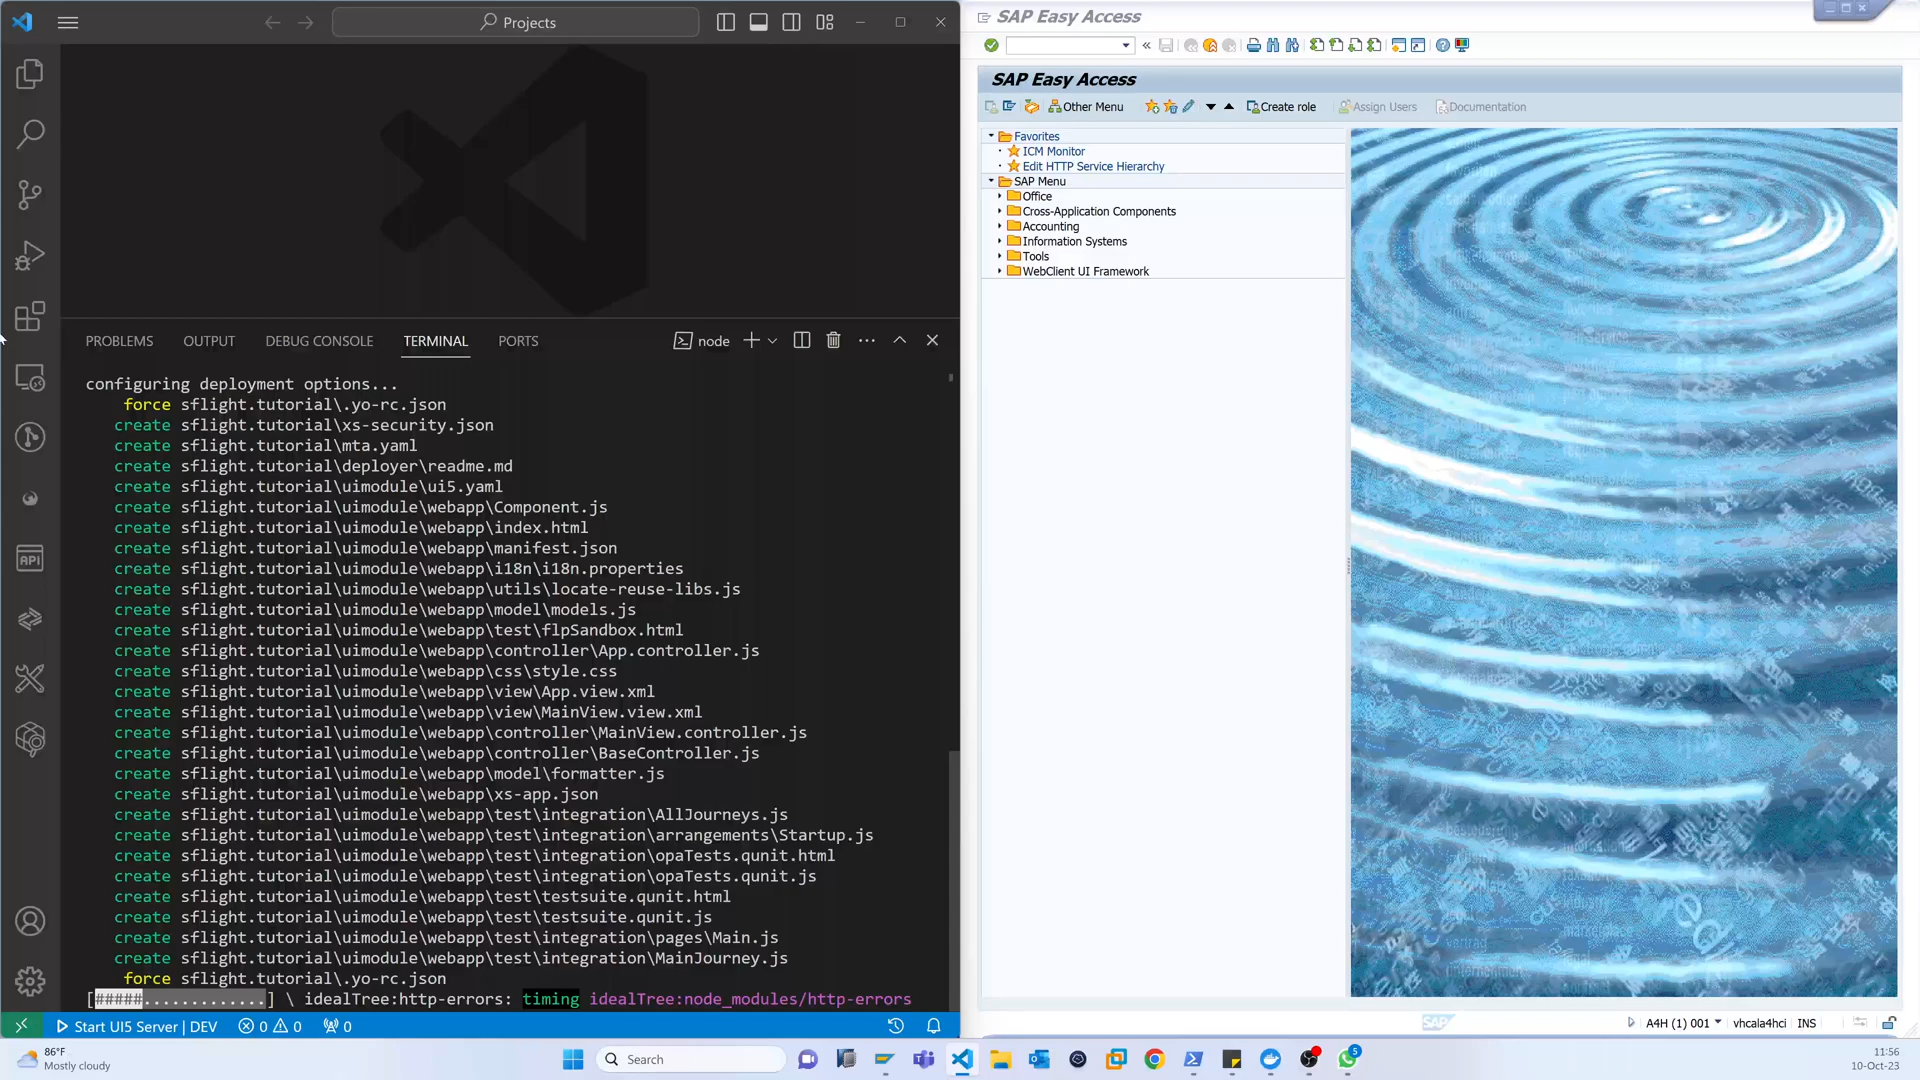 Projects
PROBLEMS OUTPUT DEBUG CONSOLE TERMINAL PORTS node
configuring deployment options...
force sflight.tutorial\.yo-rc.json
create sflight.tutorial\xs-security.json
create sflight.tutorial\mta.yaml
create sflight.tutorial\deployer\readme.md
create sflight.tutorial\uimodule\ui5.yaml
create sflight.tutorial\uimodule\webapp\Component.js
create sflight.tutorial\uimodule\webapp\index.html
create sflight.tutorial\uimodule\webapp\manifest.json
create sflight.tutorial\uimodule\webapp\i18n\i18n.properties
create sflight.tutorial\uimodule\webapp\utils\locate-reuse-libs.js
create sflight.tutorial\uimodule\webapp\model\models.js
create sflight.tutorial\uimodule\webapp\test\flpSandbox.html
create sflight.tutorial\uimodule\webapp\controller\App.controller.js
create sflight.tutorial\uimodule\webapp\css\style.css
create sflight.tutorial\uimodule\webapp\view\App.view.xml
create sflight.tutorial\uimodule\webapp\view\MainView.view.xml
create sflight.tutorial\uimodule\webapp\controller\MainView.controller.js
create sflight.tutorial\uimodule\webapp\controller\BaseController.js
create sflight.tutorial\uimodule\webapp\model\formatter.js
create sflight.tutorial\uimodule\webapp\xs-app.json
create sflight.tutorial\uimodule\webapp\test\integration\AllJourneys.js
create sflight.tutorial\uimodule\webapp\test\integration\arrangements\Startup.js
create sflight.tutorial\uimodule\webapp\test\integration\opaTests.qunit.html
create sflight.tutorial\uimodule\webapp\test\integration\opaTests.qunit.js
create sflight.tutorial\uimodule\webapp\test\testsuite.qunit.html
create sflight.tutorial\uimodule\webapp\test\testsuite.qunit.js
create sflight.tutorial\uimodule\webapp\test\integration\pages\Main.js
create sflight.tutorial\uimodule\webapp\test\integration\MainJourney.js
force sflight.tutorial\.yo-rc.json
[#####.............] \ idealTree:http-errors: timing idealTree:node_modules/http-errors
Start UI5 Server | DEV 0 0 0
API
SAP Easy Access
SAP Easy Access
Other Menu Create role Assign Users Documentation
Favorites
ICM Monitor
Edit HTTP Service Hierarchy
SAP Menu
Office
Cross-Application Components
Accounting
Information Systems
Tools
WebClient UI Framework
SAP A4H (1) 001 vhcala4hci INS
86°F
Mostly cloudy
Search
5
11:56
10-Oct-23